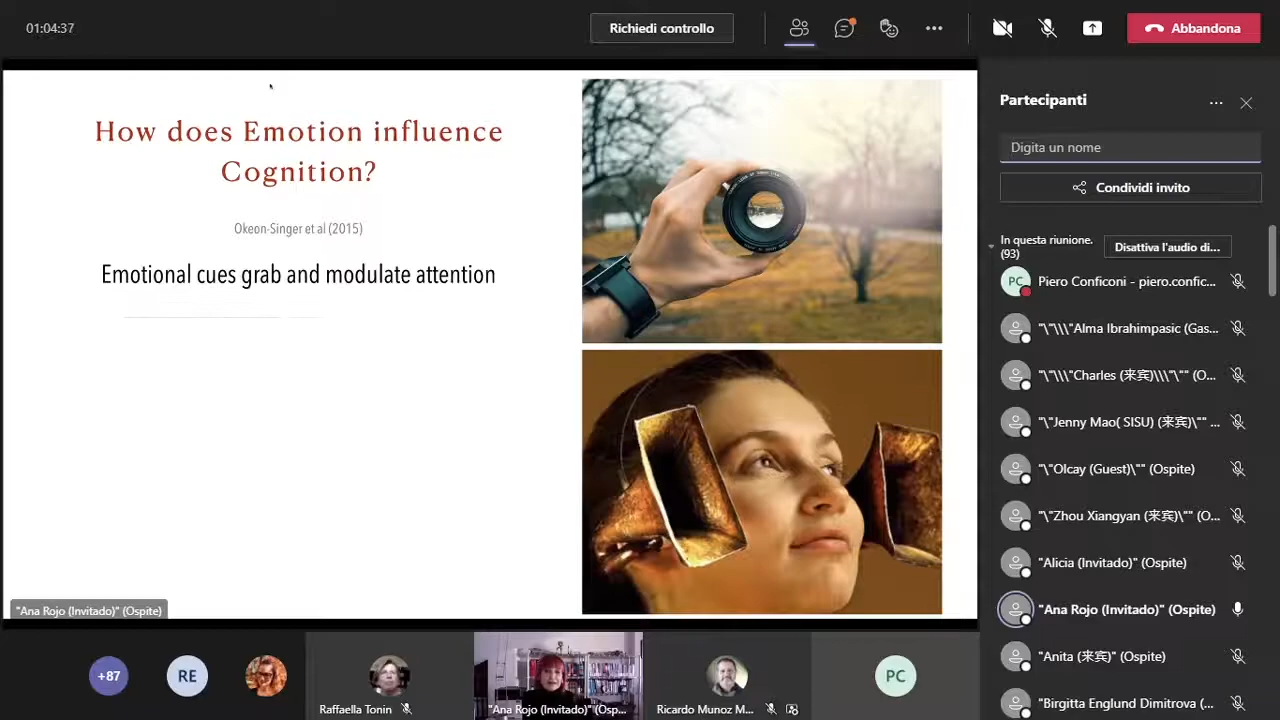 01:04:37
Richiedi controllo
Abbandona
How does Emotion influence
Cognition?
Okeon-Singer et al (2015)
Emotional cues grab and modulate attention
"Ana Rojo (Invitado)" (Ospite)
Partecipanti
Digita un nome
Condividi invito
In questa riunione.
(93)
Disattiva l'audio di...
PC
Piero Conficoni - piero.confic...
"\"\\\"Alma Ibrahimpasic (Gas...
"\"\\\"Charles (来宾)\\\"\"" (O...
"\"Jenny Mao( SISU) (来宾)\"" ...
"\"Olcay (Guest)\"" (Ospite)
"\"Zhou Xiangyan (来宾)\"" (O...
"Alicia (Invitado)" (Ospite)
"Ana Rojo (Invitado)" (Ospite)
"Anita (来宾)" (Ospite)
"Birgitta Englund Dimitrova (...
+87
RE
Raffaella Tonin
"Ana Rojo (Invitado)" (Osp...
Ricardo Munoz M...
PC